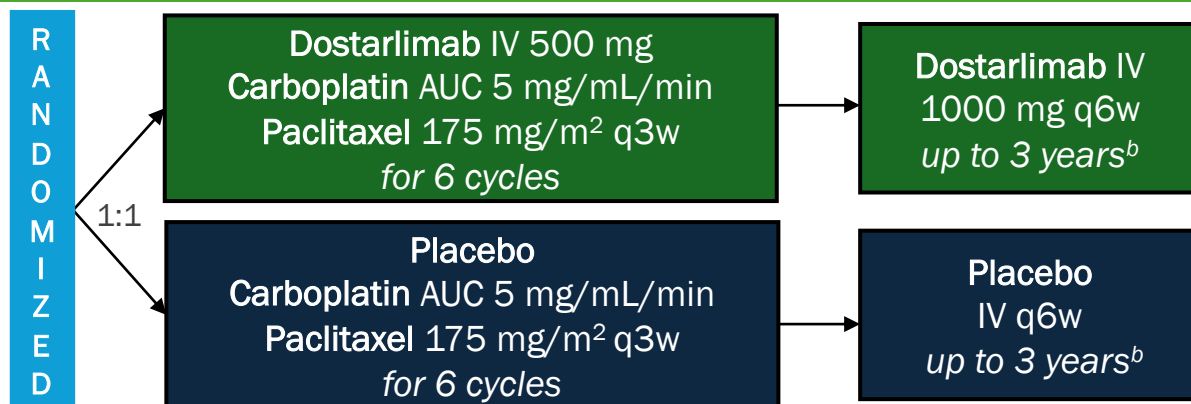 RANDOMIZED
1:1
Dostarlimab IV 500 mg
Carboplatin AUC 5 mg/mL/min
Paclitaxel 175 mg/m² q3w
for 6 cycles
Dostarlimab IV
1000 mg q6w
up to 3 yearsᵇ
Placebo
Carboplatin AUC 5 mg/mL/min
Paclitaxel 175 mg/m² q3w
for 6 cycles
Placebo
IV q6w
up to 3 yearsᵇ